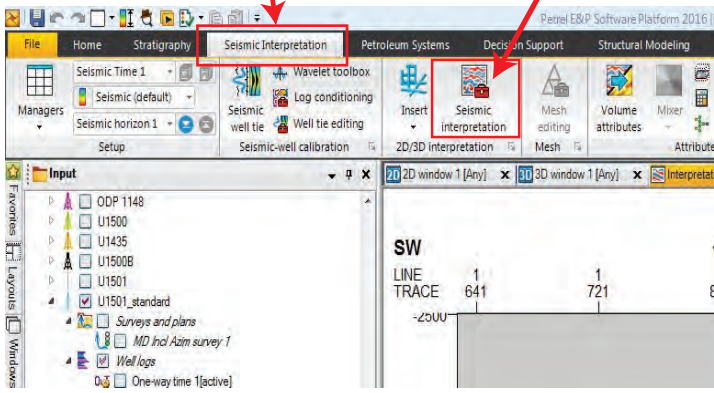 Petrel E&P Software Platform 2016
File Home Stratigraphy Seismic Interpretation Petroleum Systems Decision Support Structural Modeling
Managers
Seismic Time 1
Seismic (default)
Seismic horizon 1
Setup
Seismic well tie
Wavelet toolbox
Log conditioning
Well tie editing
Seismic-well calibration
Insert
Seismic interpretation
2D/3D interpretation
Mesh editing
Mesh
Volume attributes
Mixer
Attribute
Favorites
Layouts
Windows
Input
ODP 1148
U1500
U1435
U1500B
U1501
U1501_standard
Surveys and plans
MD Incl Azim survey 1
Well logs
One-way time 1[active]
2D 2D window 1 [Any] x 3D 3D window 1 [Any] x Interpretat
SW
LINE 1 1
TRACE 641 721 8
-2500